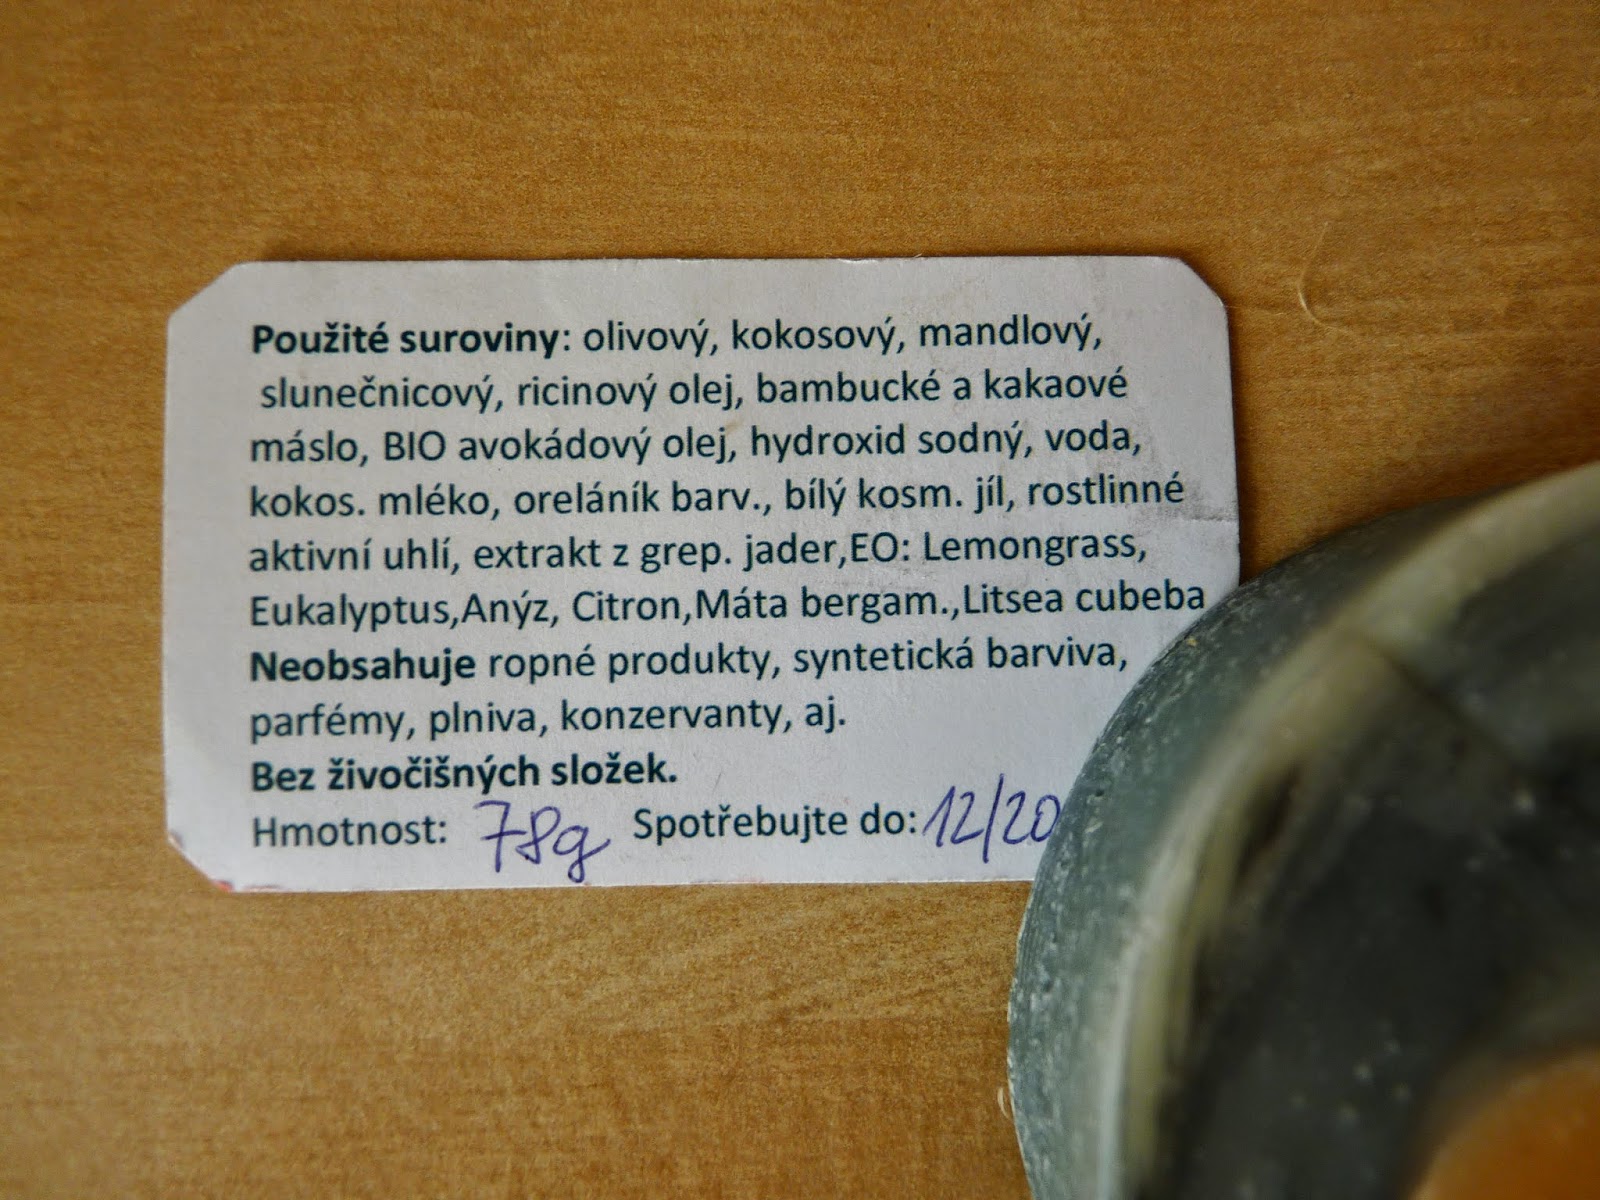 Použité suroviny: olivový, kokosový, mandlový,
slunečnicový, ricinový olej, bambucké a kakaové
máslo, BIO avokádový olej, hydroxid sodný, voda,
kokos. mléko, oreláník barv., bílý kosm. jíl, rostlinné
aktivní uhlí, extrakt z grep. jader,EO: Lemongrass,
Eukalyptus,Anýz, Citron,Máta bergam.,Litsea cubeba
Neobsahuje ropné produkty, syntetická barviva,
parfémy, plniva, konzervanty, aj.
Bez živočišných složek.
Hmotnost: 78g Spotřebujte do: 12/20